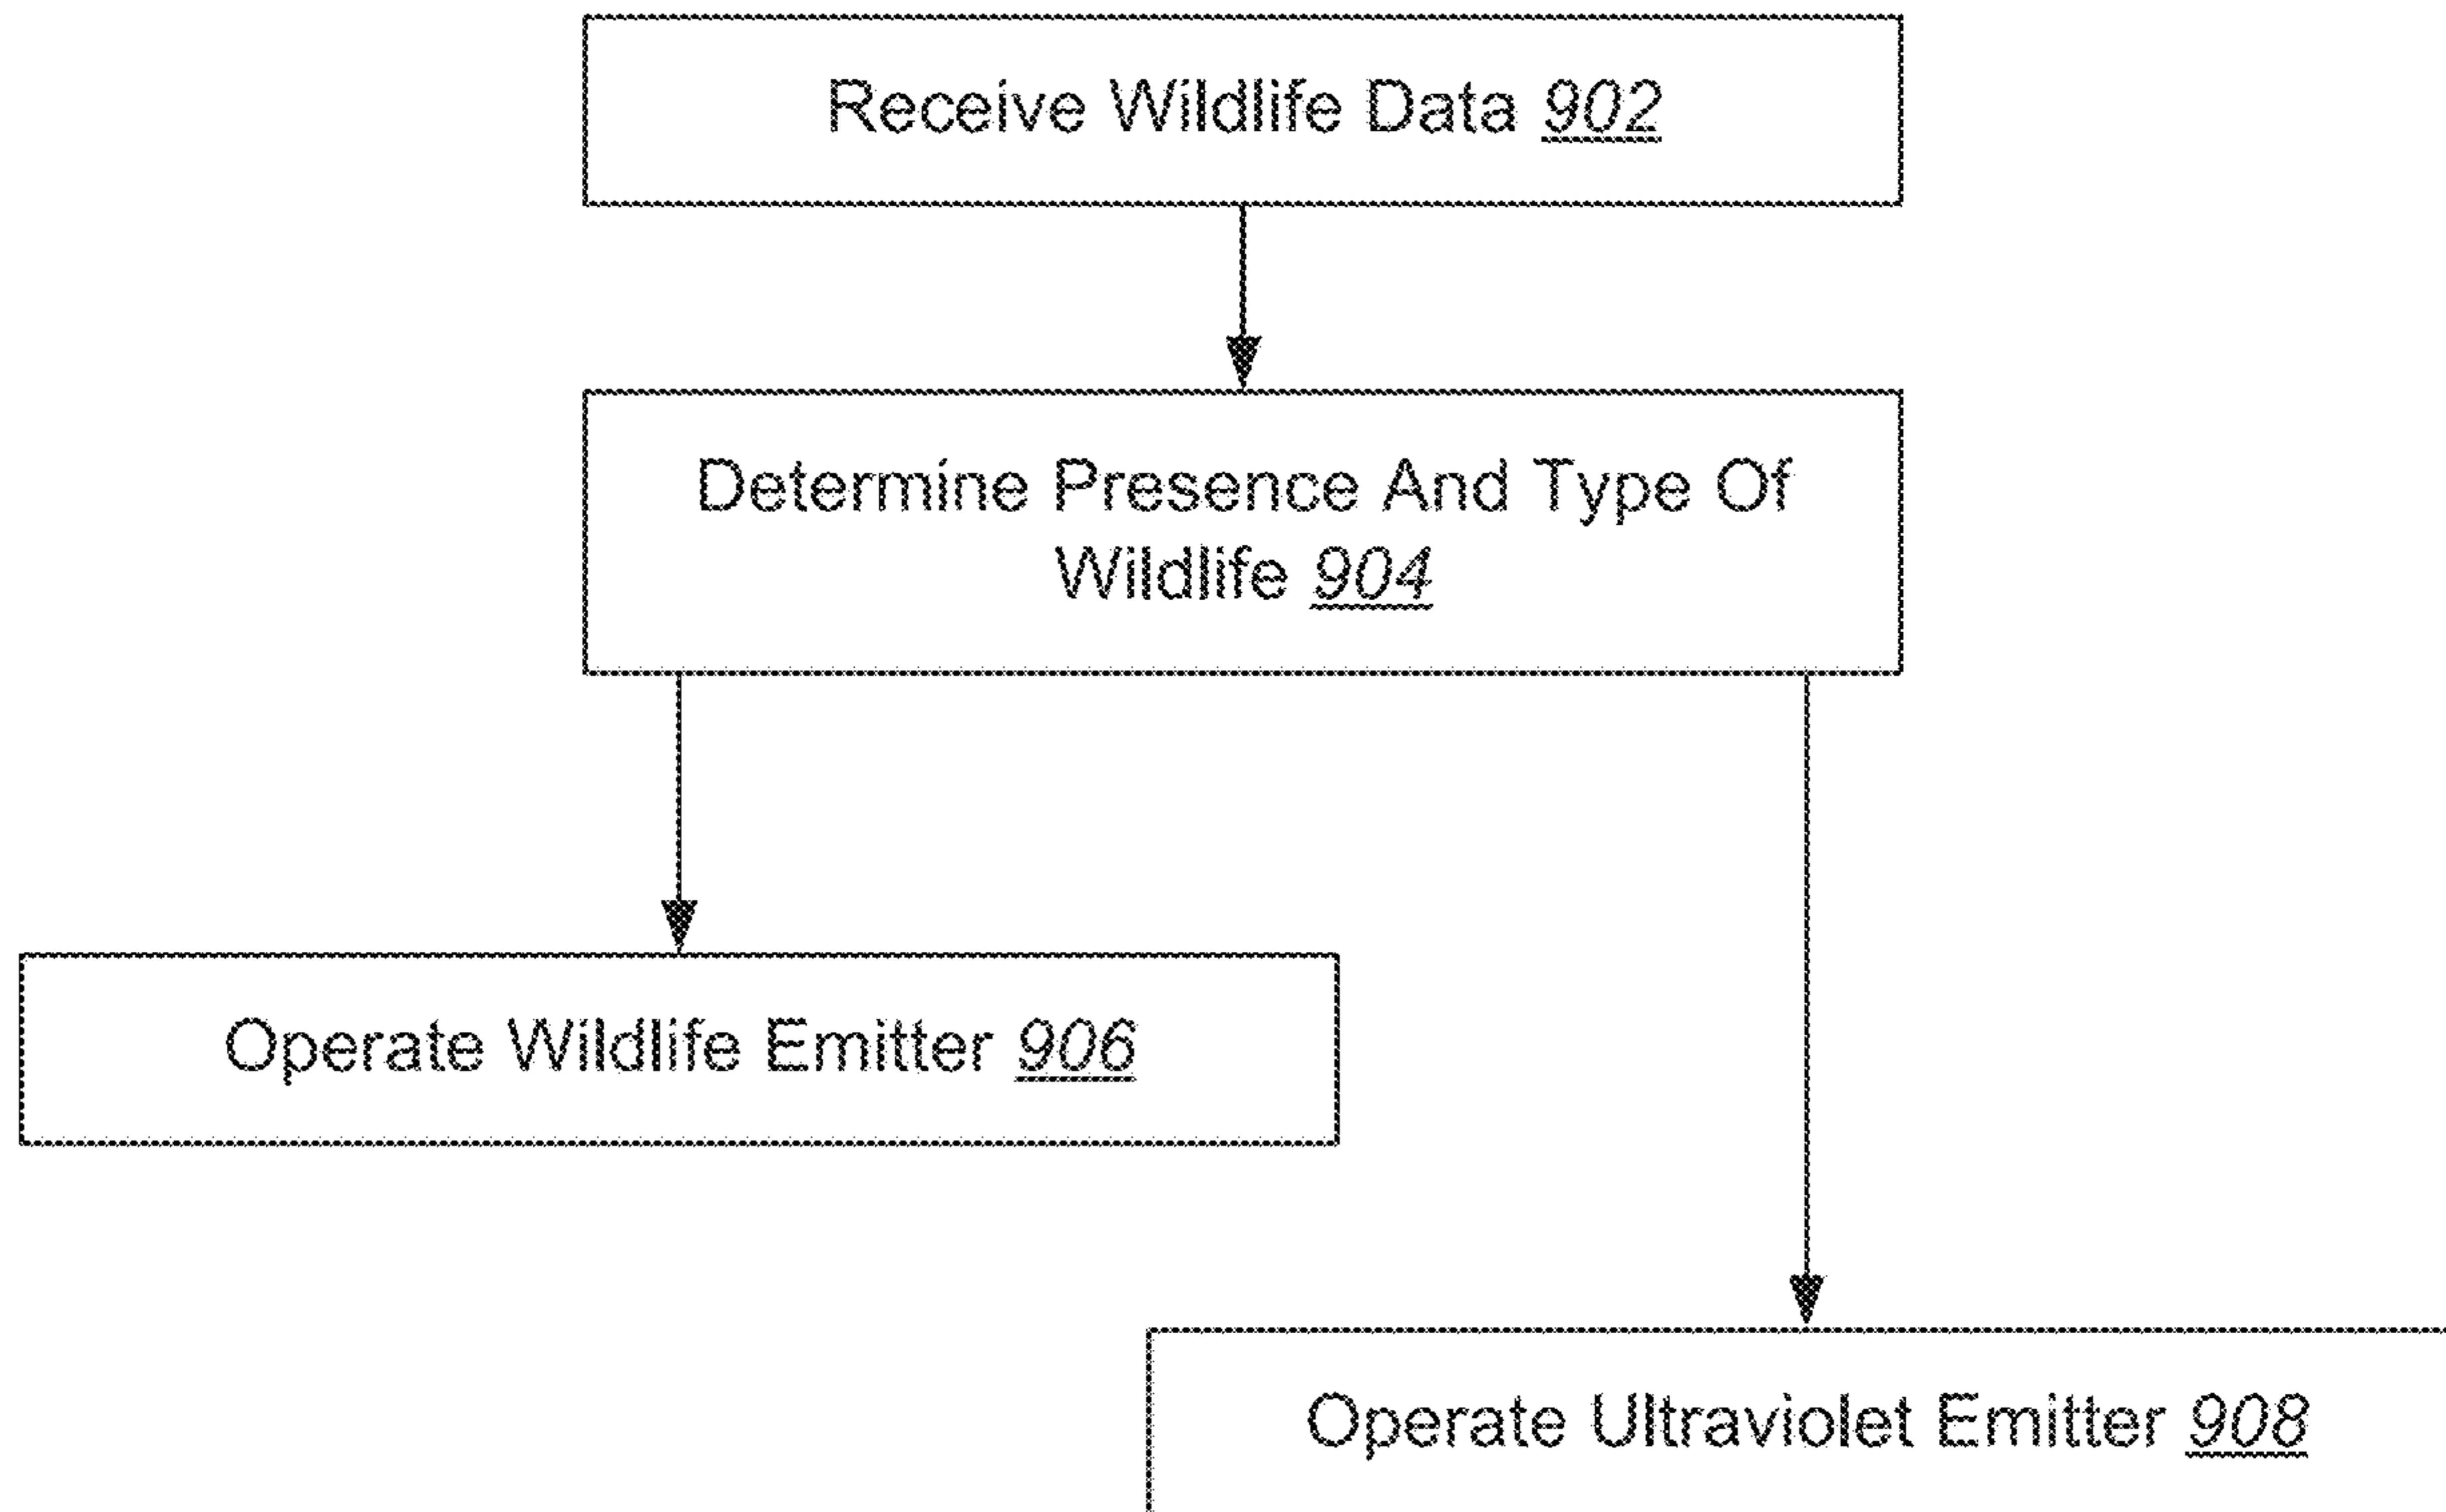 Receive Wildlife Data 902
Determine Presence And Type Of
Wildlife 904
Operate Wildlife Emitter 906
Operate Ultraviolet Emitter 908